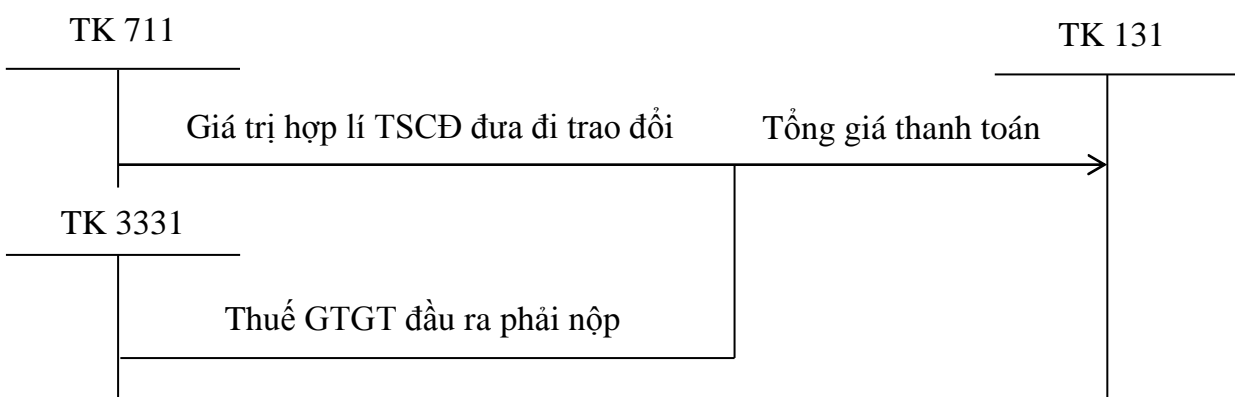 TK 711
TK 131
Giá trị hợp lí TSCĐ đưa đi trao đổi
Tổng giá thanh toán
TK 3331
Thuế GTGT đầu ra phải nộp